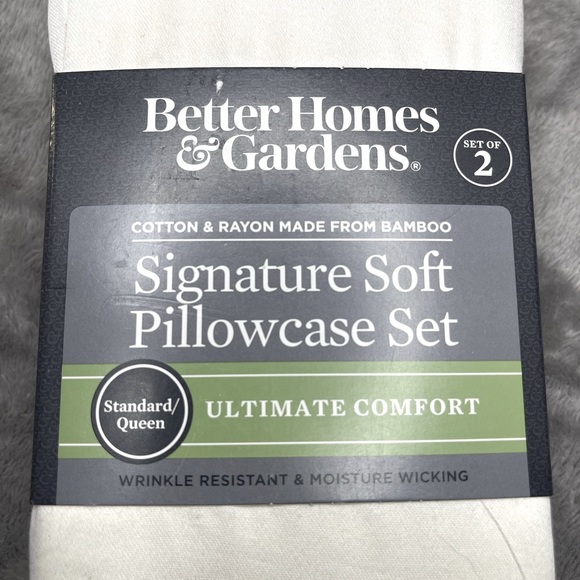 Better Homes
& Gardens®
SET OF
2
COTTON & RAYON MADE FROM BAMBOO
Signature Soft
Pillowcase Set
Standard/
Queen
ULTIMATE COMFORT
WRINKLE RESISTANT & MOISTURE WICKING